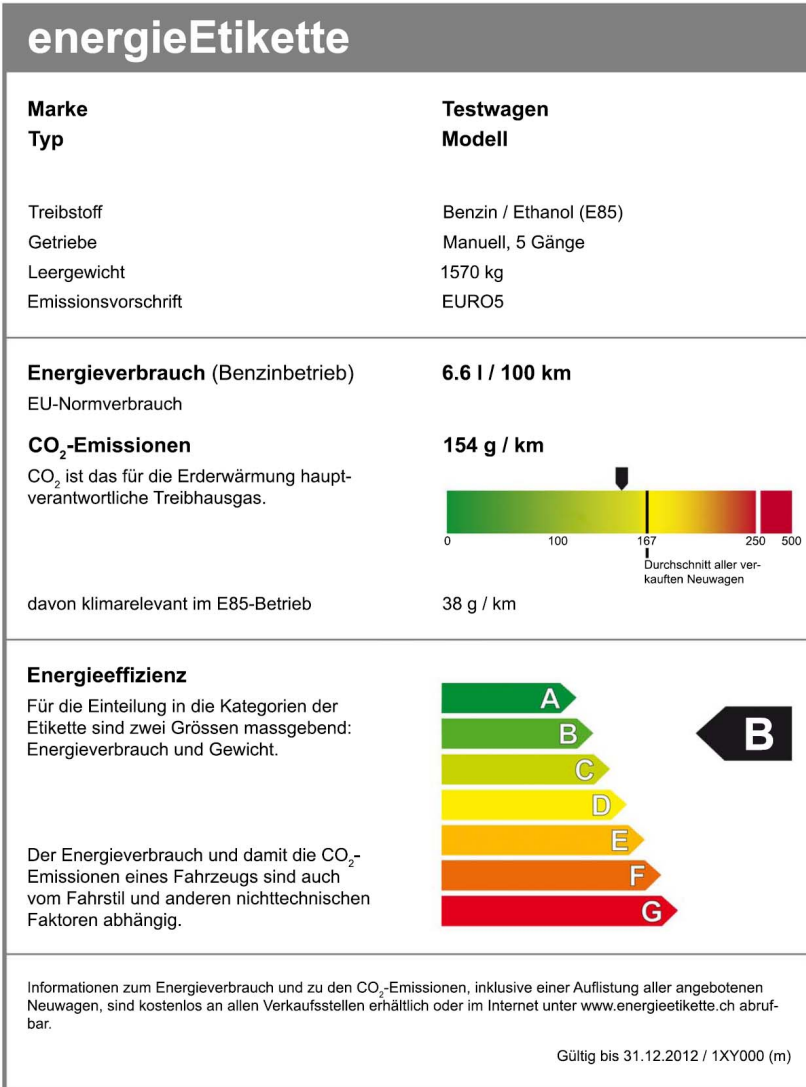 energieEtikette
Marke Testwagen
Typ Modell
Treibstoff Benzin / Ethanol (E85)
Getriebe Manuell, 5 Gänge
Leergewicht 1570 kg
Emissionsvorschrift EURO5
Energieverbrauch (Benzinbetrieb) 6.6 l / 100 km
EU-Normverbrauch
CO₂-Emissionen 154 g / km
CO₂ ist das für die Erderwärmung haupt-
verantwortliche Treibhausgas.
0 100 167 250 500
Durchschnitt aller ver-
kauften Neuwagen
davon klimarelevant im E85-Betrieb 38 g / km
Energieeffizienz
Für die Einteilung in die Kategorien der
Etikette sind zwei Grössen massgebend:
Energieverbrauch und Gewicht.
A
B B
C
D
E
F
G
Der Energieverbrauch und damit die CO₂-
Emissionen eines Fahrzeugs sind auch
vom Fahrstil und anderen nichttechnischen
Faktoren abhängig.
Informationen zum Energieverbrauch und zu den CO₂-Emissionen, inklusive einer Auflistung aller angebotenen
Neuwagen, sind kostenlos an allen Verkaufsstellen erhältlich oder im Internet unter www.energieetikette.ch abruf-
bar.
Gültig bis 31.12.2012 / 1XY000 (m)